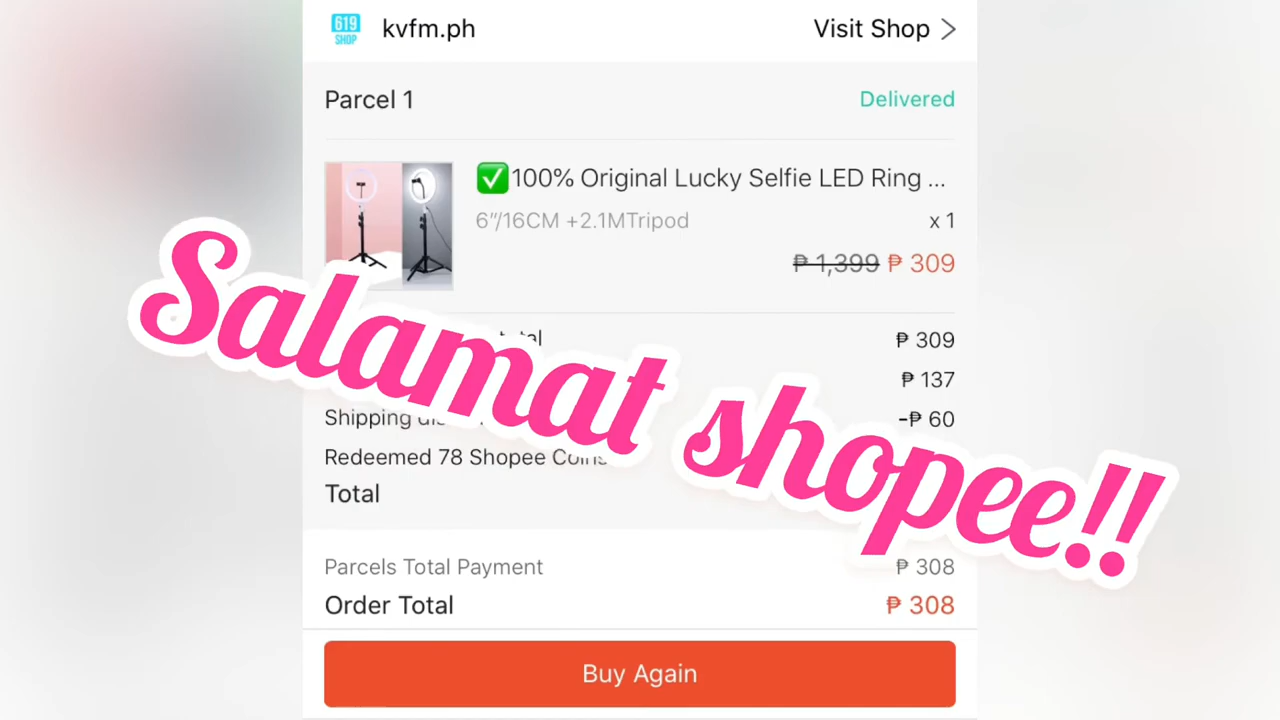 619
SHOP
kvfm.ph
Visit Shop >
Parcel 1
Delivered
✅100% Original Lucky Selfie LED Ring ...
6"/16CM +2.1MTripod
x 1
₱ 1,399 ₱ 309
₱ 309
₱ 137
Shipping
-₱ 60
Redeemed 78 Shopee Coins
Total
Salamat shopee!!
Parcels Total Payment
₱ 308
Order Total
₱ 308
Buy Again